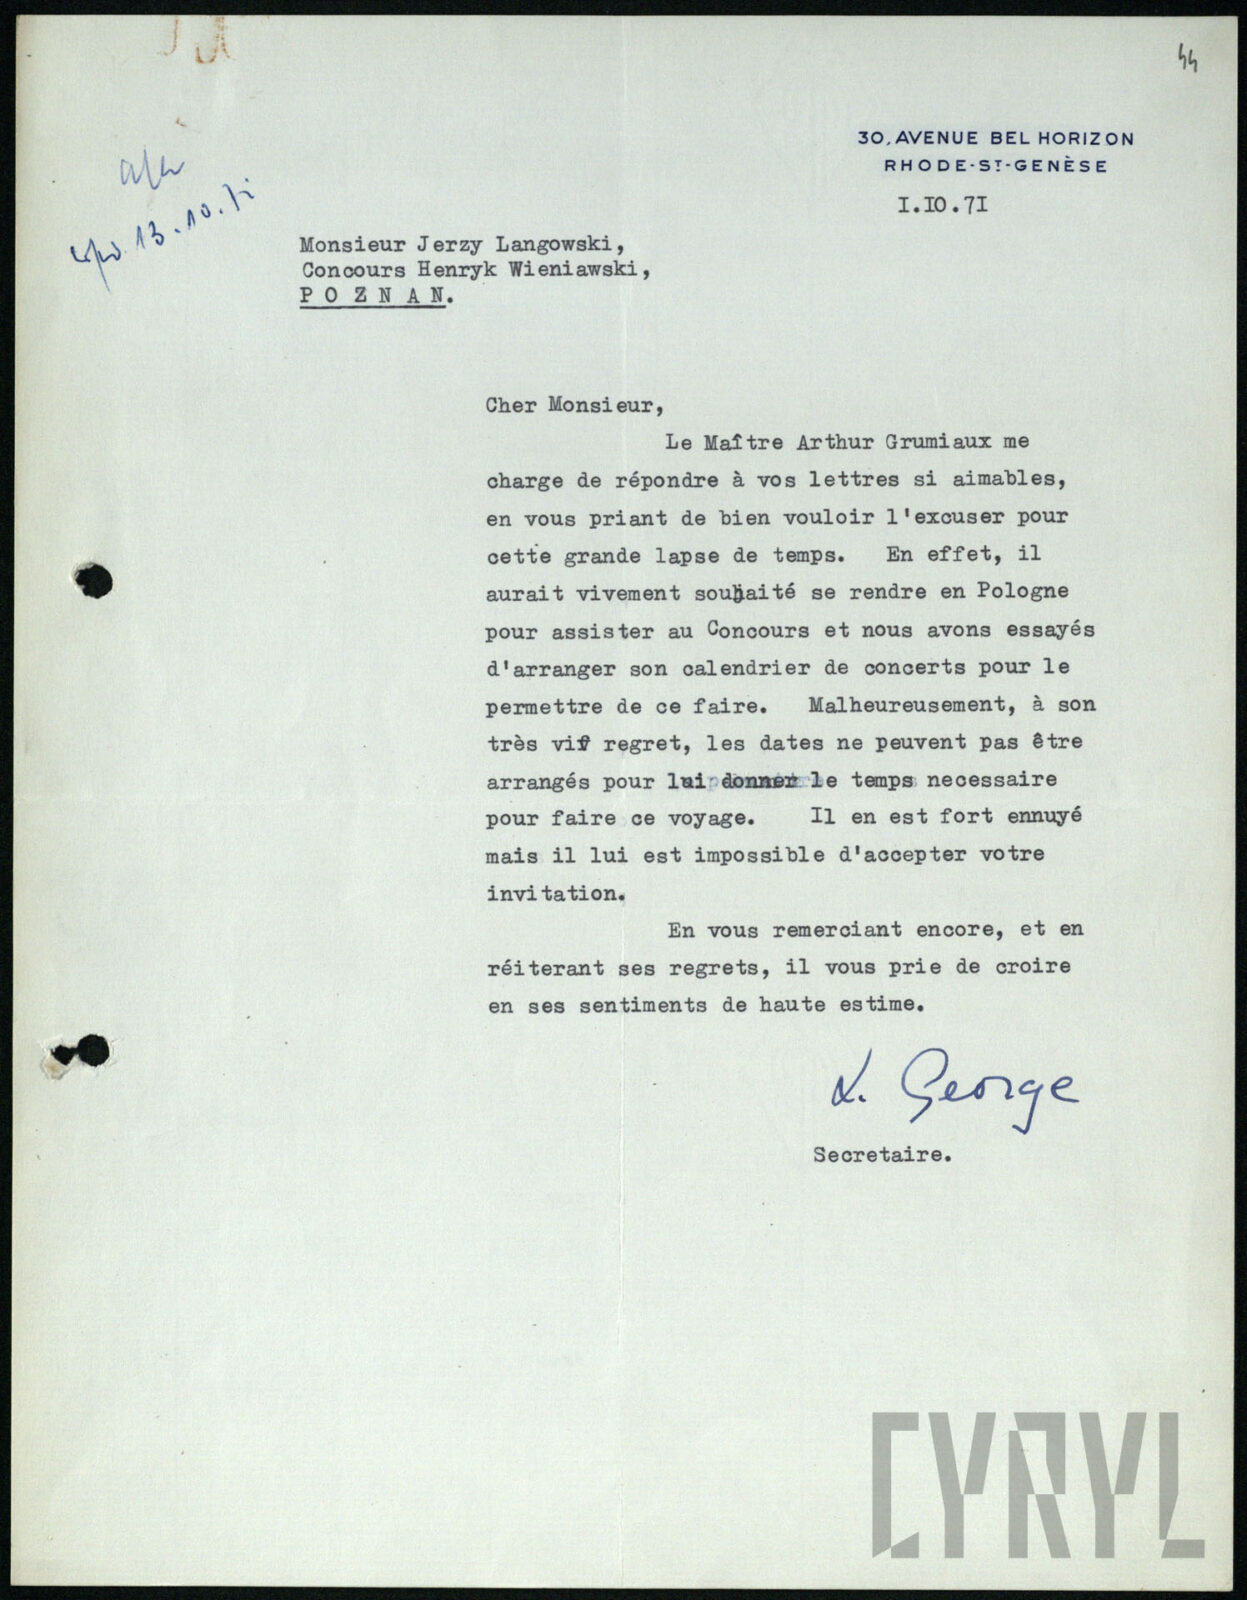 44
30, AVENUE BEL HORIZON
RHODE-ST-GENÈSE
I.IO.7I
13.10.71
Monsieur Jerzy Langowski,
Concours Henryk Wieniawski,
P O Z N A N.
Cher Monsieur,
Le Maître Arthur Grumiaux me
charge de répondre à vos lettres si aimables,
en vous priant de bien vouloir l'excuser pour
cette grande lapse de temps. En effet, il
aurait vivement souhaité se rendre en Pologne
pour assister au Concours et nous avons essayés
d'arranger son calendrier de concerts pour le
permettre de ce faire. Malheureusement, à son
très vif regret, les dates ne peuvent pas être
arrangés pour lui donner le temps necessaire
pour faire ce voyage. Il en est fort ennuyé
mais il lui est impossible d'accepter votre
invitation.
En vous remerciant encore, et en
réiterant ses regrets, il vous prie de croire
en ses sentiments de haute estime.
L. George
Secretaire.
CYRYL